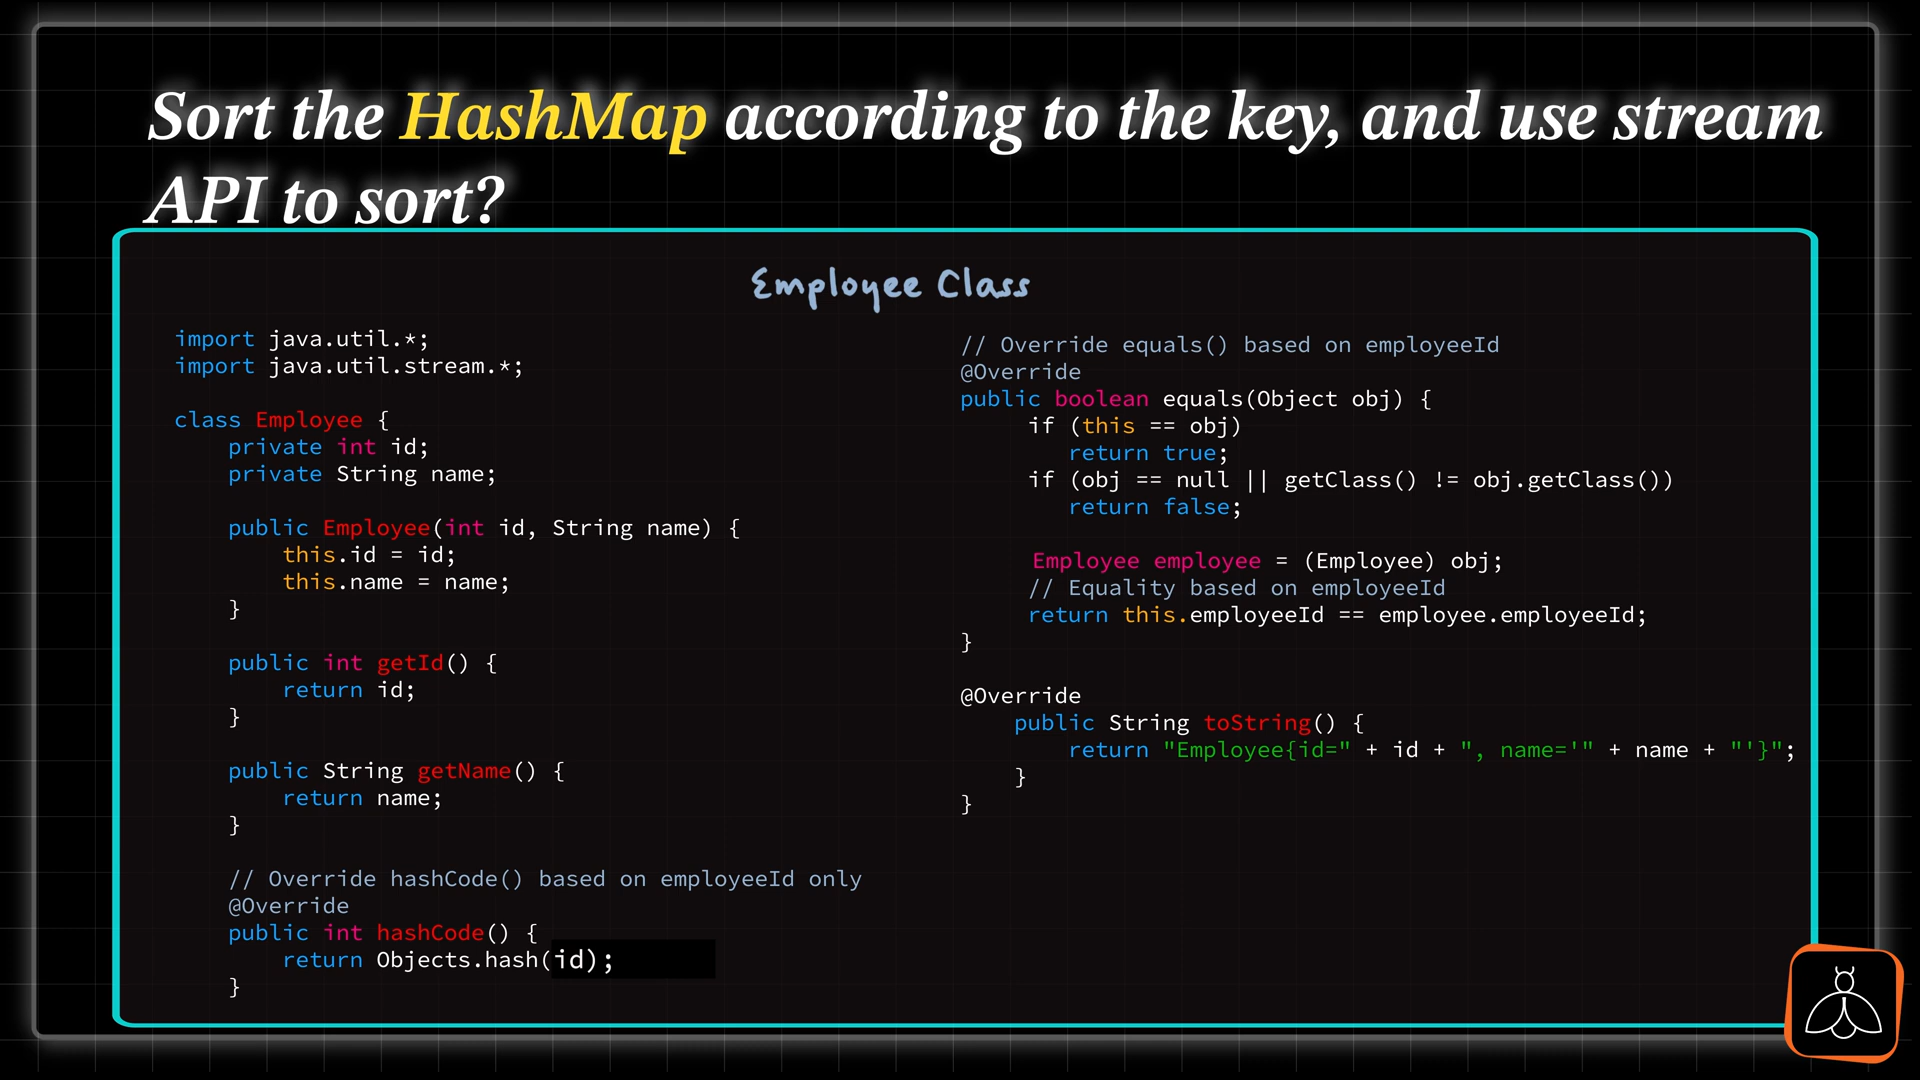 Sort the HashMap according to the key, and use stream
API to sort?
Employee Class
import java.util.*;
import java.util.stream.*;
class Employee {
private int id;
private String name;
public Employee(int id, String name) {
this.id = id;
this.name = name;
}
public int getId() {
return id;
}
public String getName() {
return name;
}
// Override hashCode() based on employeeId only
@Override
public int hashCode() {
return Objects.hash(id);
}
// Override equals() based on employeeId
@Override
public boolean equals(Object obj) {
if (this == obj)
return true;
if (obj == null || getClass() != obj.getClass())
return false;
Employee employee = (Employee) obj;
// Equality based on employeeId
return this.employeeId == employee.employeeId;
}
@Override
public String toString() {
return "Employee{id=" + id + ", name='" + name + "'}";
}
}